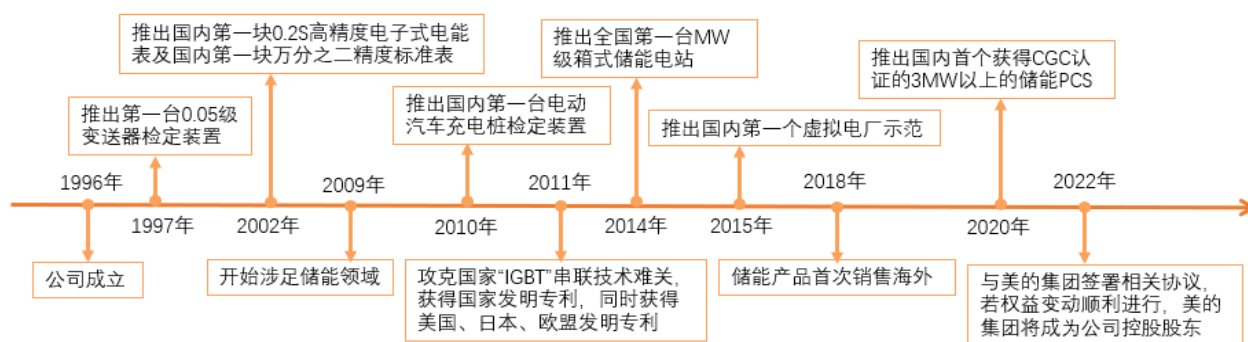 推出国内第一块0.2S高精度电子式电能
表及国内第一块万分之二精度标准表
推出全国第一台MW
级箱式储能电站
推出国内首个获得CGC认
证的3MW以上的储能PCS
推出第一台0.05级
变送器检定装置
推出国内第一台电动
汽车充电桩检定装置
推出国内第一个虚拟电厂示范
1996年
2009年
2011年
2018年
2022年
1997年
2002年
2010年
2014年
2015年
2020年
公司成立
开始涉足储能领域
攻克国家“IGBT”串联技术难关，
获得国家发明专利，同时获得
美国、日本、欧盟发明专利
储能产品首次销售海外
与美的集团签署相关协议，
若权益变动顺利进行，美的
集团将成为公司控股股东